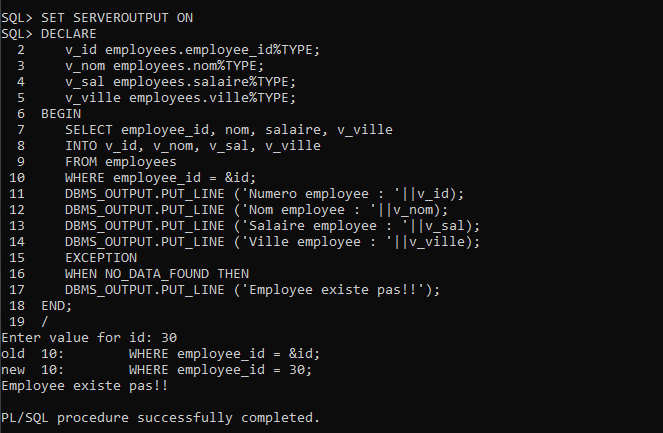 SQL> SET SERVEROUTPUT ON
SQL> DECLARE
  2     v_id employees.employee_id%TYPE;
  3     v_nom employees.nom%TYPE;
  4     v_sal employees.salaire%TYPE;
  5     v_ville employees.ville%TYPE;
  6  BEGIN
  7     SELECT employee_id, nom, salaire, v_ville
  8     INTO v_id, v_nom, v_sal, v_ville
  9     FROM employees
 10     WHERE employee_id = &id;
 11     DBMS_OUTPUT.PUT_LINE ('Numero employee : '||v_id);
 12     DBMS_OUTPUT.PUT_LINE ('Nom employee : '||v_nom);
 13     DBMS_OUTPUT.PUT_LINE ('Salaire employee : '||v_sal);
 14     DBMS_OUTPUT.PUT_LINE ('Ville employee : '||v_ville);
 15     EXCEPTION
 16     WHEN NO_DATA_FOUND THEN
 17     DBMS_OUTPUT.PUT_LINE ('Employee existe pas!!');
 18  END;
 19  /
Enter value for id: 30
old  10:        WHERE employee_id = &id;
new  10:        WHERE employee_id = 30;
Employee existe pas!!
PL/SQL procedure successfully completed.